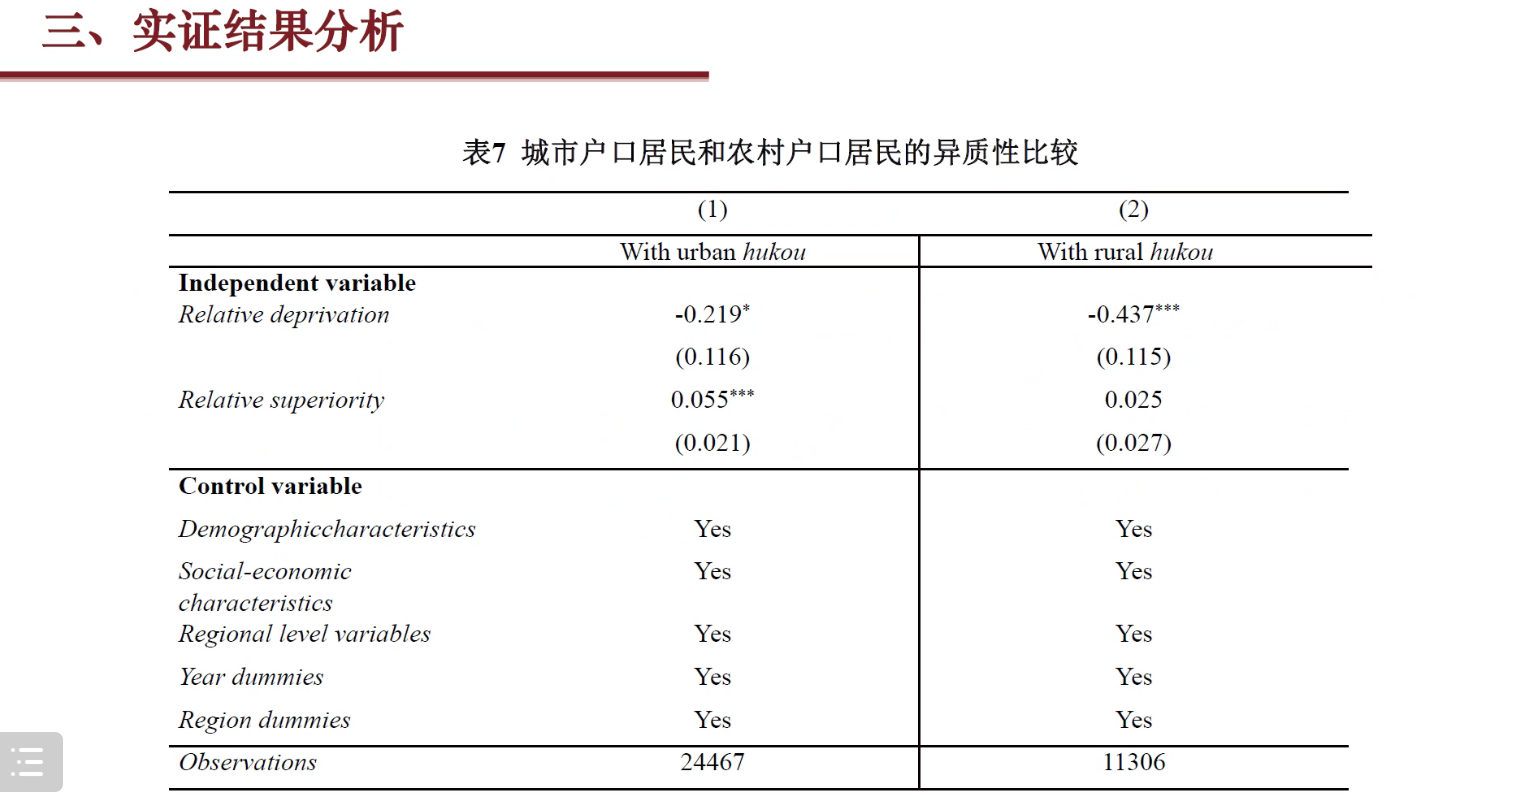 三、实证结果分析
表7 城市户口居民和农村户口居民的异质性比较
(1) (2)
With urban hukou With rural hukou
Independent variable
Relative deprivation -0.219* -0.437***
(0.116) (0.115)
Relative superiority 0.055*** 0.025
(0.021) (0.027)
Control variable
Demographiccharacteristics Yes Yes
Social-economic Yes Yes
characteristics
Regional level variables Yes Yes
Year dummies Yes Yes
Region dummies Yes Yes
Observations 24467 11306